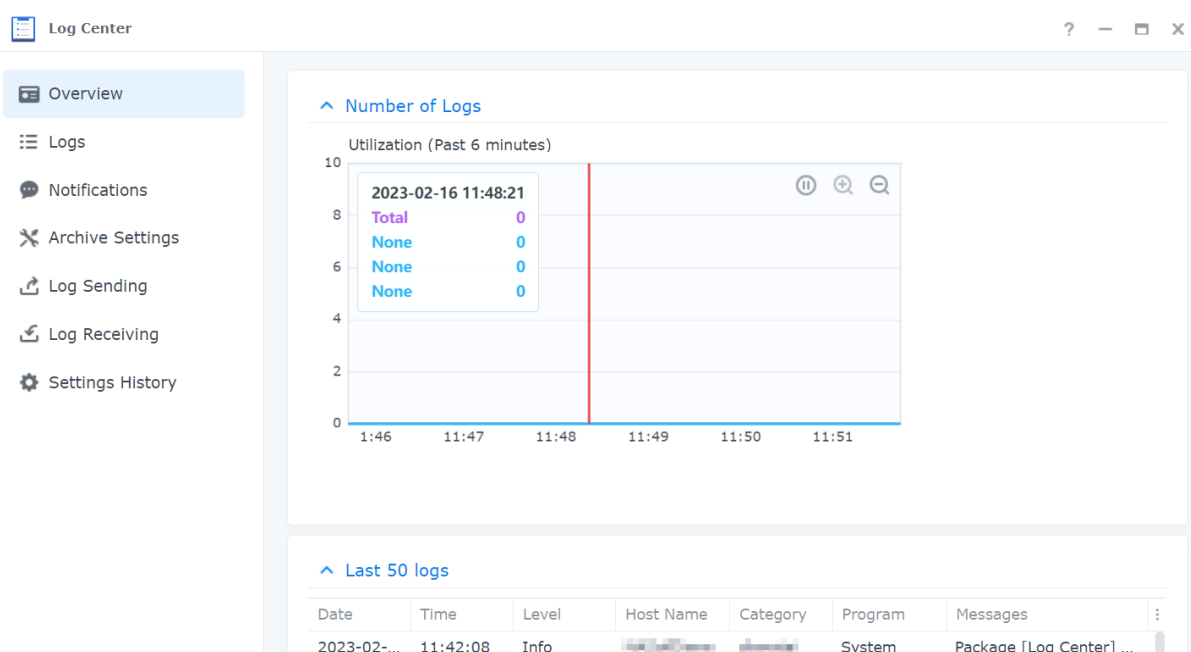 Log Center
?
Overview
Logs
Notifications
Archive Settings
Log Sending
Log Receiving
Settings History
Number of Logs
Utilization (Past 6 minutes)
10
8
6
4
2
0
2023-02-16 11:48:21
Total 0
None 0
None 0
None 0
1:46 11:47 11:48 11:49 11:50 11:51
Last 50 logs
Date Time Level Host Name Category Program Messages
2023-02-... 11:42:08 Info System Package [Log Center] ...